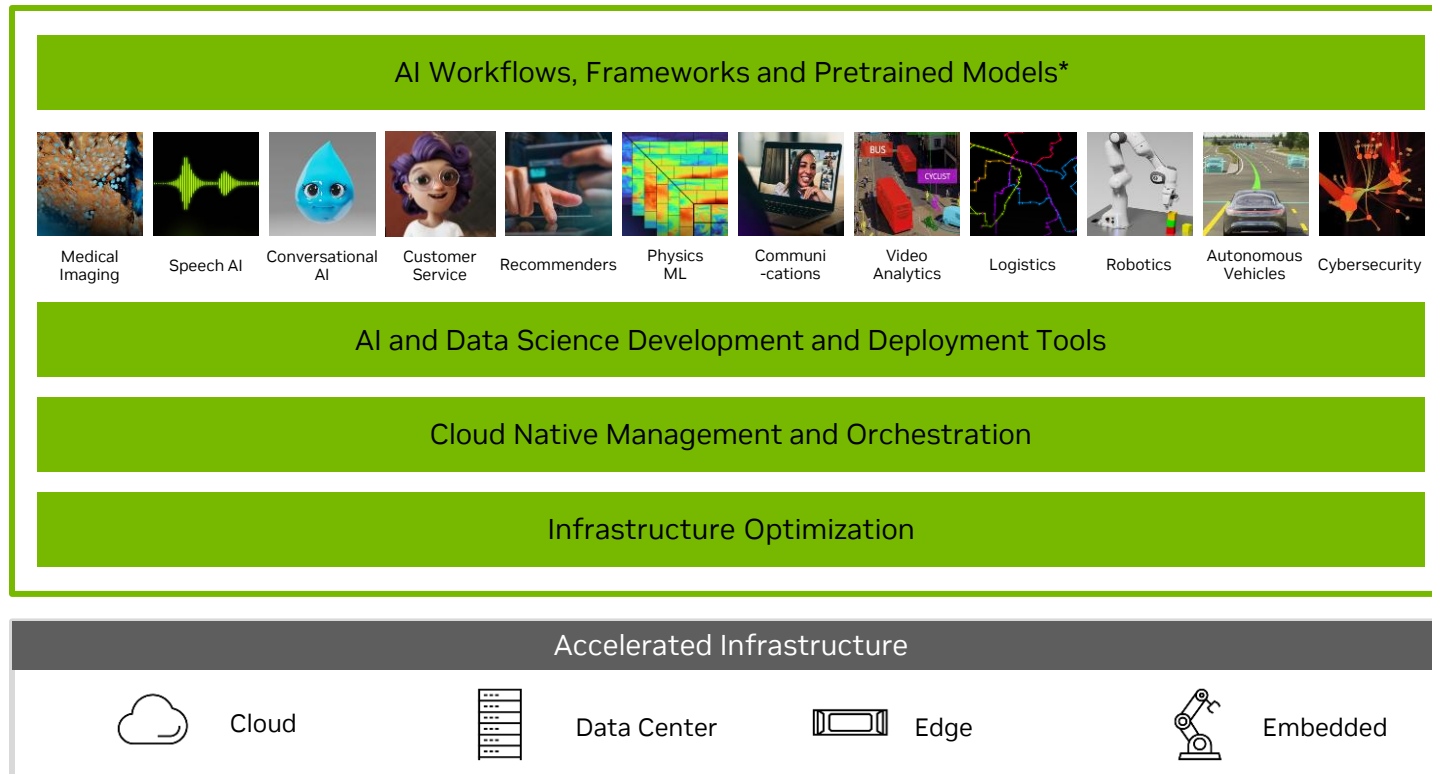 AI Workflows, Frameworks and Pretrained Models*
BUS
CYCLIST
Medical
Imaging
Speech AI
Conversational
AI
Customer
Service
Recommenders
Physics
ML
Communi
-cations
Video
Analytics
Logistics
Robotics
Autonomous
Vehicles
Cybersecurity
AI and Data Science Development and Deployment Tools
Cloud Native Management and Orchestration
Infrastructure Optimization
Accelerated Infrastructure
Cloud
Data Center
Edge
Embedded